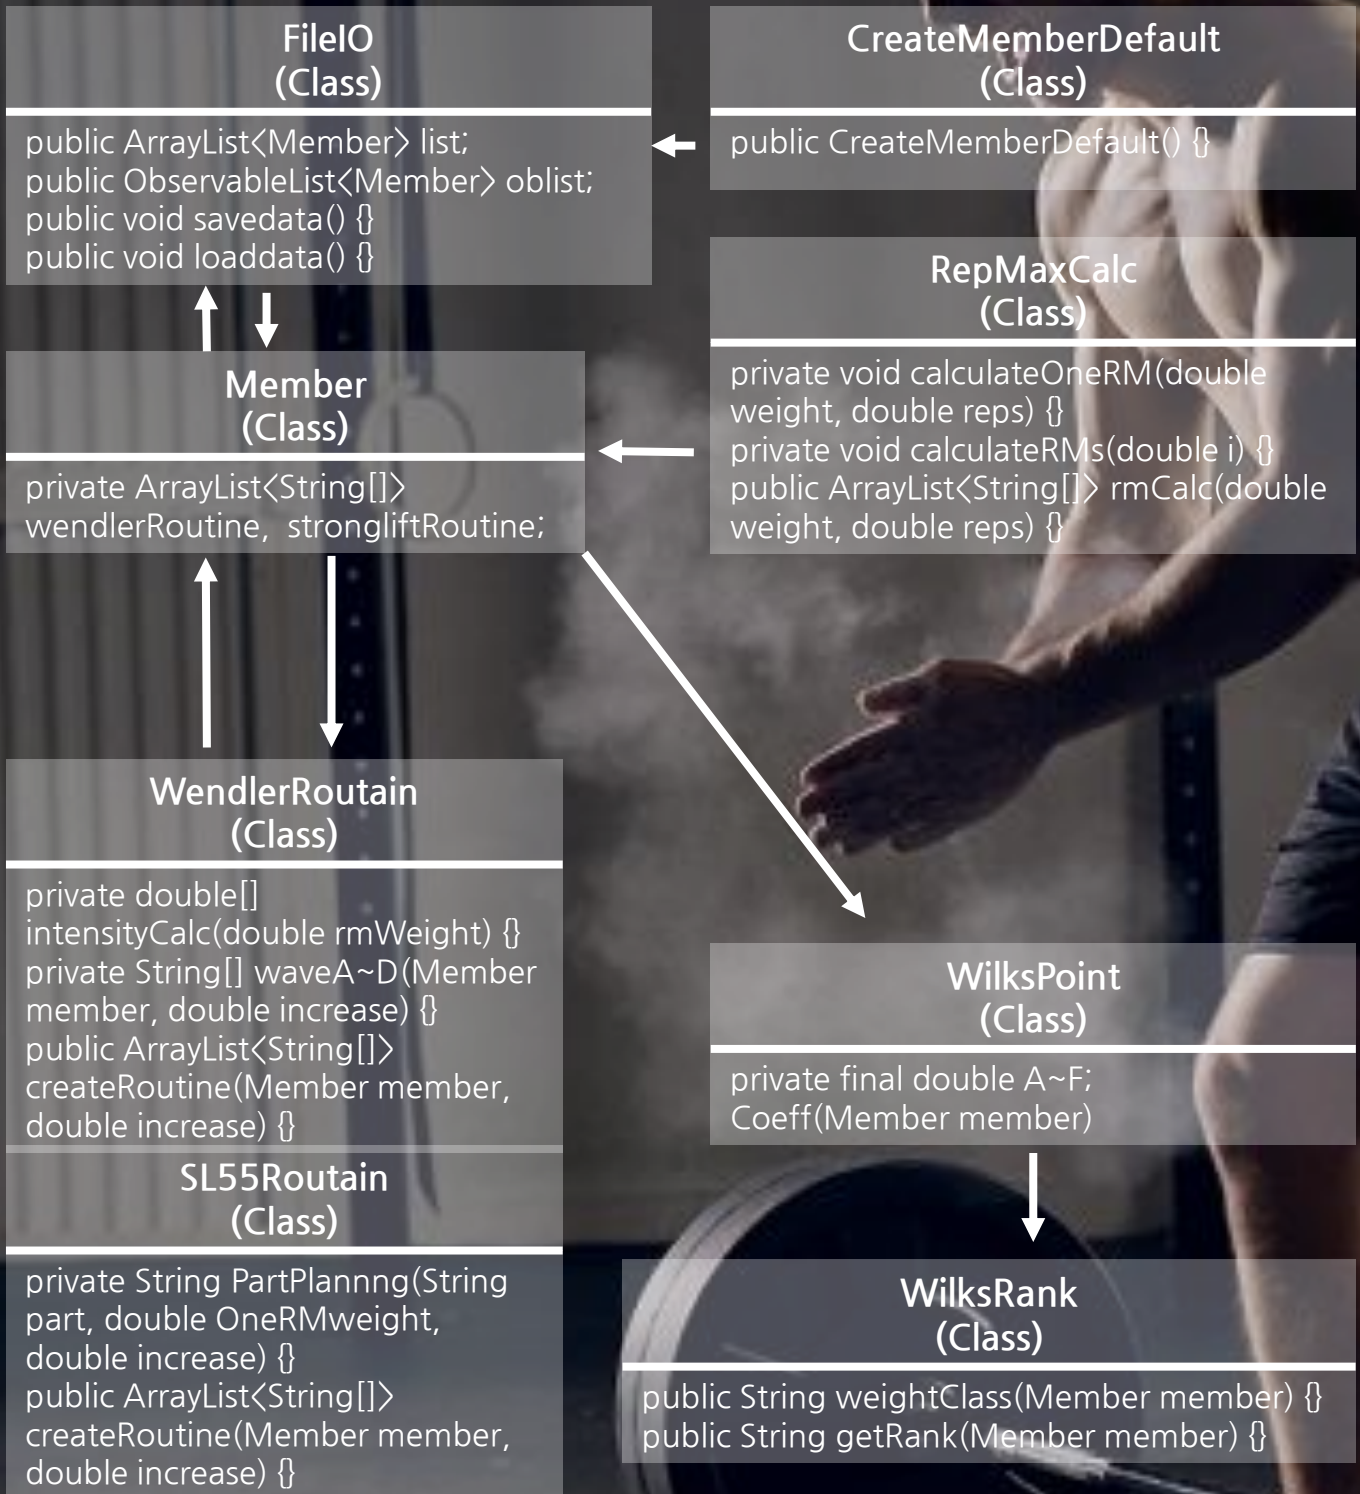 FileIO
(Class)
public ArrayList<Member> list;
public ObservableList<Member> oblist;
public void savedata() {}
public void loaddata() {}
CreateMemberDefault
(Class)
public CreateMemberDefault() {}
RepMaxCalc
(Class)
private void calculateOneRM(double
weight, double reps) {}
private void calculateRMs(double i) {}
public ArrayList<String[]> rmCalc(double
weight, double reps) {}
Member
(Class)
private ArrayList<String[]>
wendlerRoutine, strongliftRoutine;
WendlerRoutain
(Class)
private double[]
intensityCalc(double rmWeight) {}
private String[] waveA~D(Member
member, double increase) {}
public ArrayList<String[]>
createRoutine(Member member,
double increase) {}
SL55Routain
(Class)
private String PartPlannng(String
part, double OneRMweight,
double increase) {}
public ArrayList<String[]>
createRoutine(Member member,
double increase) {}
WilksPoint
(Class)
private final double A~F;
Coeff(Member member)
WilksRank
(Class)
public String weightClass(Member member) {}
public String getRank(Member member) {}